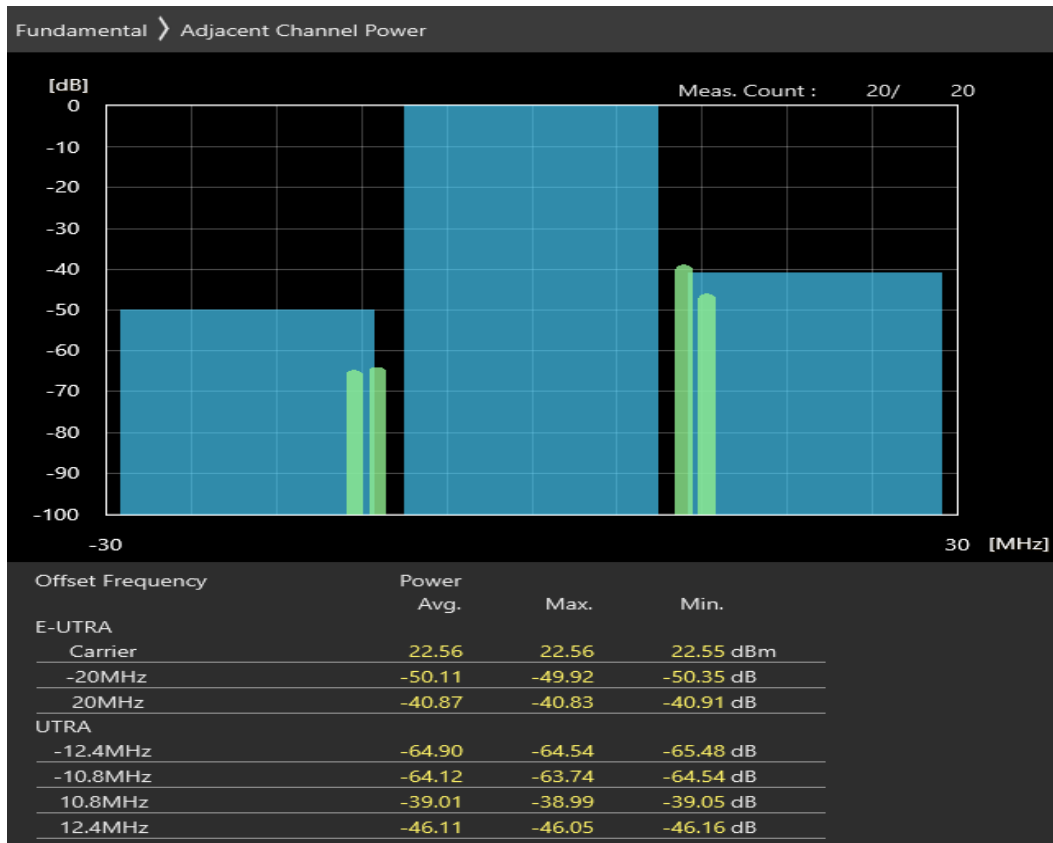 Fundamental 〉 Adjacent Channel Power
[dB]
Meas. Count : 20/ 20
0
-10
-20
-30
-40
-50
-60
-70
-80
-90
-100
-30 30 [MHz]
Offset Frequency Power
Avg. Max. Min.
E-UTRA
Carrier 22.56 22.56 22.55 dBm
-20MHz -50.11 -49.92 -50.35 dB
20MHz -40.87 -40.83 -40.91 dB
UTRA
-12.4MHz -64.90 -64.54 -65.48 dB
-10.8MHz -64.12 -63.74 -64.54 dB
10.8MHz -39.01 -38.99 -39.05 dB
12.4MHz -46.11 -46.05 -46.16 dB